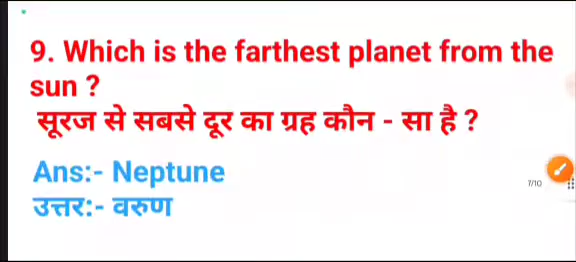 9. Which is the farthest planet from the
sun ?
सूरज से सबसे दूर का ग्रह कौन - सा है ?
Ans:- Neptune
उत्तर:- वरुण
7/10